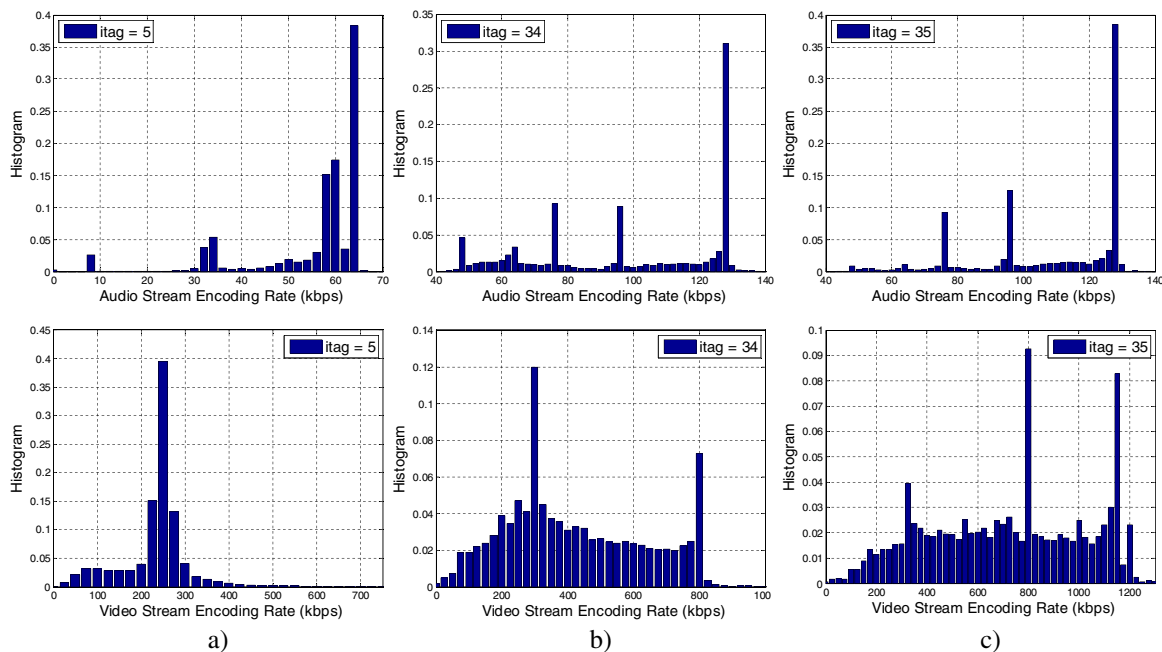 itag = 5
Histogram
0.4
0.35
0.3
0.25
0.2
0.15
0.1
0.05
0
0 10 20 30 40 50 60 70
Audio Stream Encoding Rate (kbps)
itag = 34
Histogram
0.35
0.3
0.25
0.2
0.15
0.1
0.05
0
40 60 80 100 120 140
Audio Stream Encoding Rate (kbps)
itag = 35
Histogram
0.4
0.35
0.3
0.25
0.2
0.15
0.1
0.05
0
40 60 80 100 120 140
Audio Stream Encoding Rate (kbps)
itag = 5
Histogram
0.45
0.4
0.35
0.3
0.25
0.2
0.15
0.1
0.05
0
0 100 200 300 400 500 600 700
Video Stream Encoding Rate (kbps)
a)
itag = 34
Histogram
0.14
0.12
0.1
0.08
0.06
0.04
0.02
0
0 200 400 600 800 100
Video Stream Encoding Rate (kbps)
b)
itag = 35
Histogram
0.1
0.09
0.08
0.07
0.06
0.05
0.04
0.03
0.02
0.01
0
0 200 400 600 800 1000 1200
Video Stream Encoding Rate (kbps)
c)